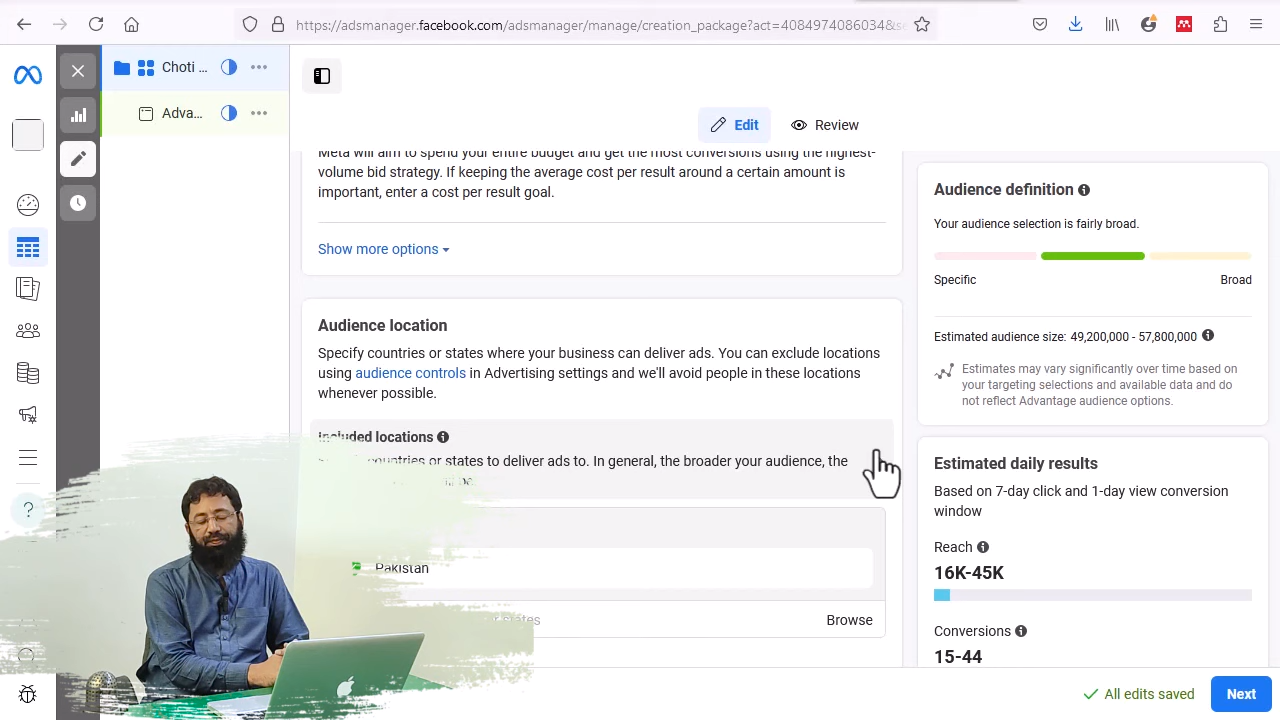 https://adsmanager.facebook.com/adsmanager/manage/creation_package?act=4084974086034&se
Choti ...
Adva...
Edit
Review
Meta will aim to spend your entire budget and get the most conversions using the highest-
volume bid strategy. If keeping the average cost per result around a certain amount is
important, enter a cost per result goal.
Show more options
Audience location
Specify countries or states where your business can deliver ads. You can exclude locations
using audience controls in Advertising settings and we'll avoid people in these locations
whenever possible.
Included locations
countries or states to deliver ads to. In general, the broader your audience, the
Pakistan
states
Browse
Audience definition
Your audience selection is fairly broad.
Specific
Broad
Estimated audience size: 49,200,000 - 57,800,000
Estimates may vary significantly over time based on
your targeting selections and available data and do
not reflect Advantage audience options.
Estimated daily results
Based on 7-day click and 1-day view conversion
window
Reach
16K-45K
Conversions
15-44
All edits saved
Next